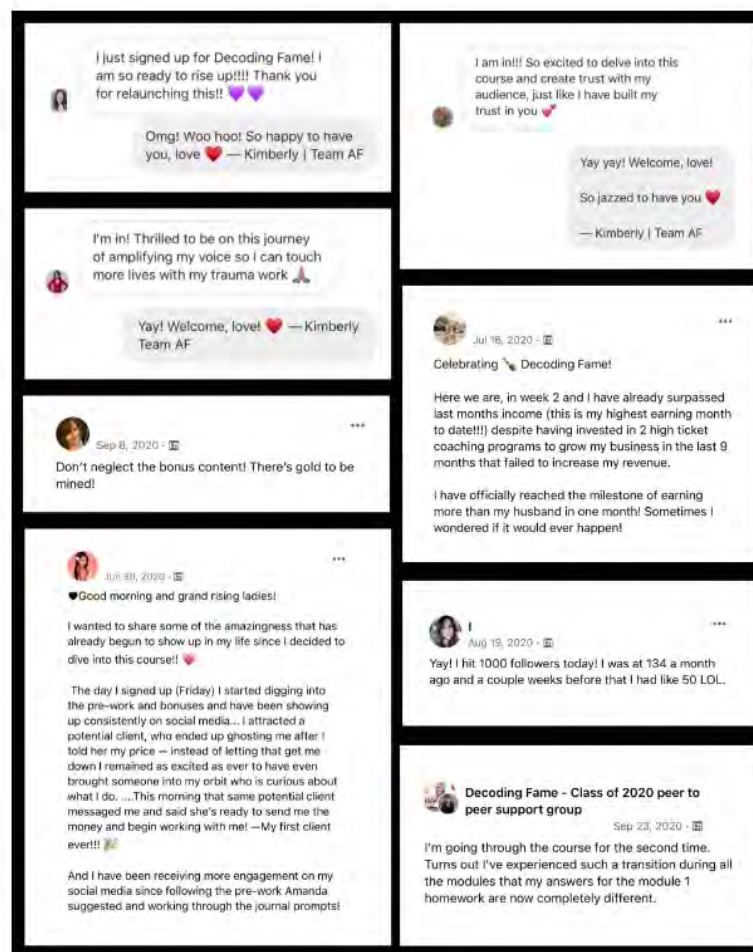 I just signed up for Decoding Fame! I
am so ready to rise up!!!! Thank you
for relaunching this!! 💜💜
Omg! Woo hoo! So happy to have
you, love ❤️ — Kimberly | Team AF
I'm in! Thrilled to be on this journey
of amplifying my voice so I can touch
more lives with my trauma work 🙏
Yay! Welcome, love! ❤️ — Kimberly
Team AF
Sep 8, 2020 ·
Don't neglect the bonus content! There's gold to be
mined!
Jun 30, 2020 ·
🖤Good morning and grand rising ladies!
I wanted to share some of the amazingness that has
already begun to show up in my life since I decided to
dive into this course!! 💗
The day I signed up (Friday) I started digging into
the pre-work and bonuses and have been showing
up consistently on social media... I attracted a
potential client, who ended up ghosting me after I
told her my price — instead of letting that get me
down I remained as excited as ever to have even
brought someone into my orbit who is curious about
what I do. ....This morning that same potential client
messaged me and said she's ready to send me the
money and begin working with me! —My first client
ever!!! 🎉
And I have been receiving more engagement on my
social media since following the pre-work Amanda
suggested and working through the journal prompts!
I am in!!! So excited to delve into this
course and create trust with my
audience, just like I have built my
trust in you 💕
Yay yay! Welcome, love!
So jazzed to have you ❤️
— Kimberly | Team AF
Jul 16, 2020 ·
Celebrating 🍾 Decoding Fame!
Here we are, in week 2 and I have already surpassed
last months income (this is my highest earning month
to date!!!) despite having invested in 2 high ticket
coaching programs to grow my business in the last 9
months that failed to increase my revenue.
I have officially reached the milestone of earning
more than my husband in one month! Sometimes I
wondered if it would ever happen!
Aug 19, 2020 ·
Yay! I hit 1000 followers today! I was at 134 a month
ago and a couple weeks before that I had like 50 LOL.
Decoding Fame - Class of 2020 peer to
peer support group
Sep 23, 2020 ·
I'm going through the course for the second time.
Turns out I've experienced such a transition during all
the modules that my answers for the module 1
homework are now completely different.